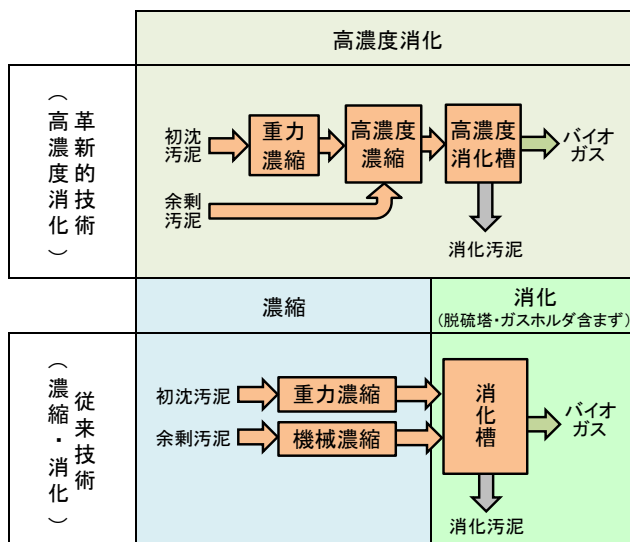 高濃度消化
革新的技術
（高濃度消化）
初沈
汚泥
重力
濃縮
高濃度
濃縮
高濃度
消化槽
バイオ
ガス
余剰
汚泥
消化汚泥
濃縮
消化
(脱硫塔・ガスホルダ含まず)
従来技術
（濃縮・消化）
初沈汚泥
重力濃縮
余剰汚泥
機械濃縮
消化槽
バイオ
ガス
消化汚泥